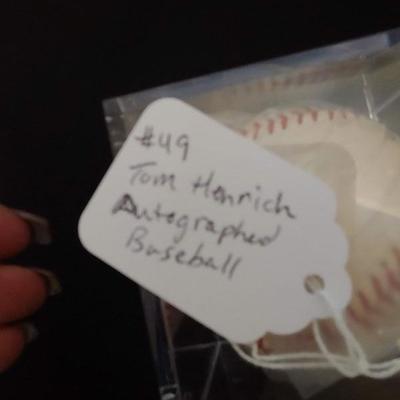 #49
Tom Henrich
Autographed
Baseball